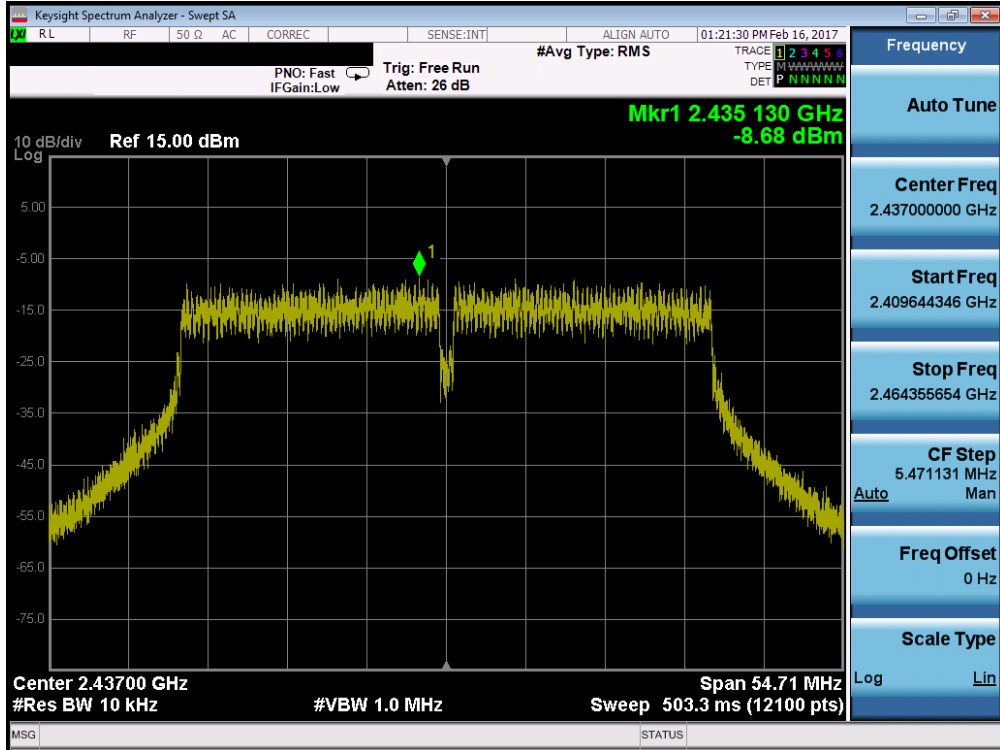 Keysight Spectrum Analyzer - Swept SA
LXI RL RF 50 Ω AC CORREC SENSE:INT ALIGN AUTO 01:21:30 PM Feb 16, 2017
PNO: Fast
IFGain:Low
Trig: Free Run
Atten: 26 dB
#Avg Type: RMS
TRACE 1 2 3 4 5 6
TYPE M WWWWW
DET P N N N N N
Mkr1 2.435 130 GHz
-8.68 dBm
10 dB/div Ref 15.00 dBm
Log
5.00
-5.00
-15.0
-25.0
-35.0
-45.0
-55.0
-65.0
-75.0
1
Center 2.43700 GHz Span 54.71 MHz
#Res BW 10 kHz #VBW 1.0 MHz Sweep 503.3 ms (12100 pts)
MSG STATUS
Frequency
Auto Tune
Center Freq
2.437000000 GHz
Start Freq
2.409644346 GHz
Stop Freq
2.464355654 GHz
CF Step
5.471131 MHz
Auto Man
Freq Offset
0 Hz
Scale Type
Log Lin